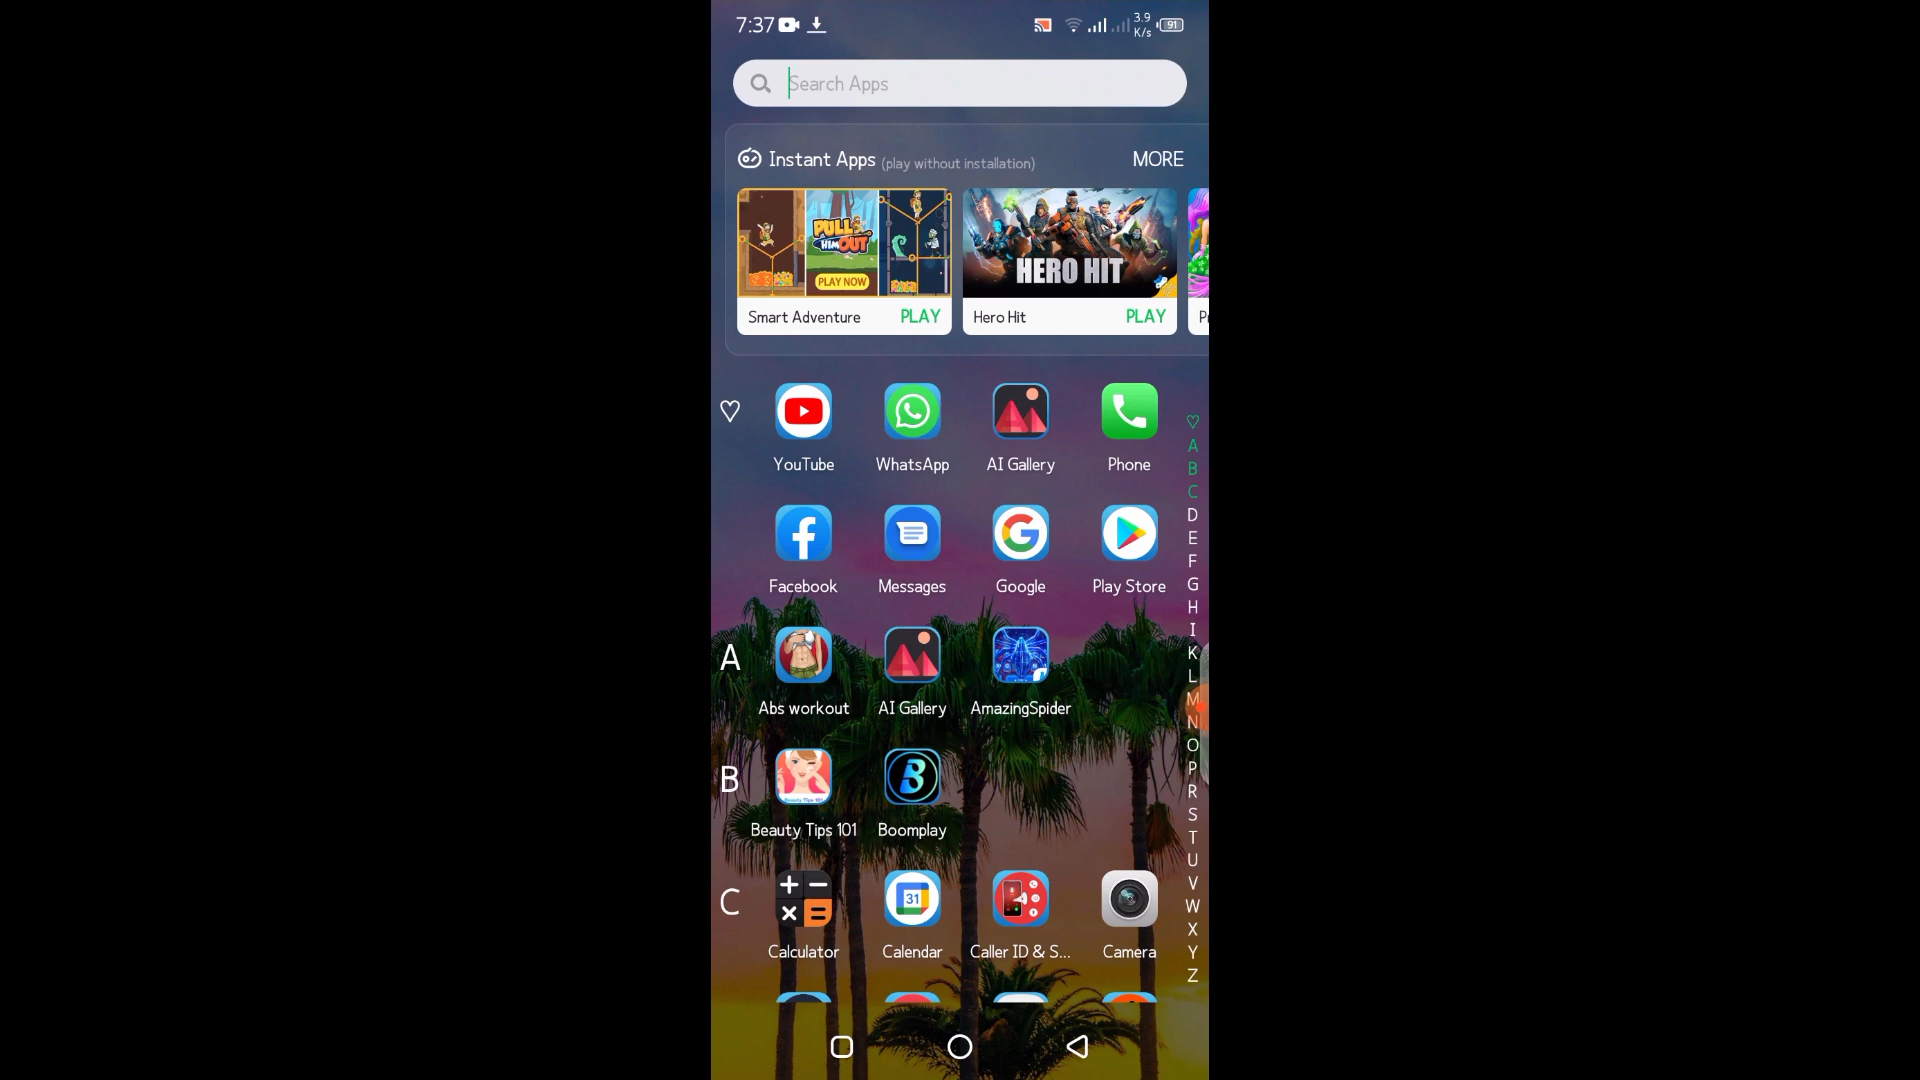 7:37
3.9
K/s
91
Search Apps
Instant Apps (play without installation)
MORE
PULL
HIM OUT
PLAY NOW
HERO HIT
Smart Adventure
PLAY
Hero Hit
PLAY
YouTube
WhatsApp
AI Gallery
Phone
Facebook
Messages
Google
Play Store
A
Abs workout
AI Gallery
AmazingSpider
B
Beauty Tips 101
Boomplay
C
31
Calculator
Calendar
Caller ID & S...
Camera
A
B
C
D
E
F
G
H
I
K
L
M
N
O
P
R
S
T
U
V
W
X
Y
Z